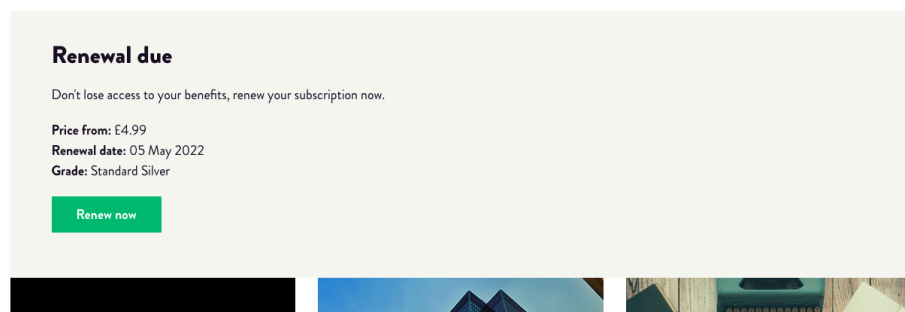 Renewal due
Don't lose access to your benefits, renew your subscription now.
Price from: £4.99
Renewal date: 05 May 2022
Grade: Standard Silver
Renew now